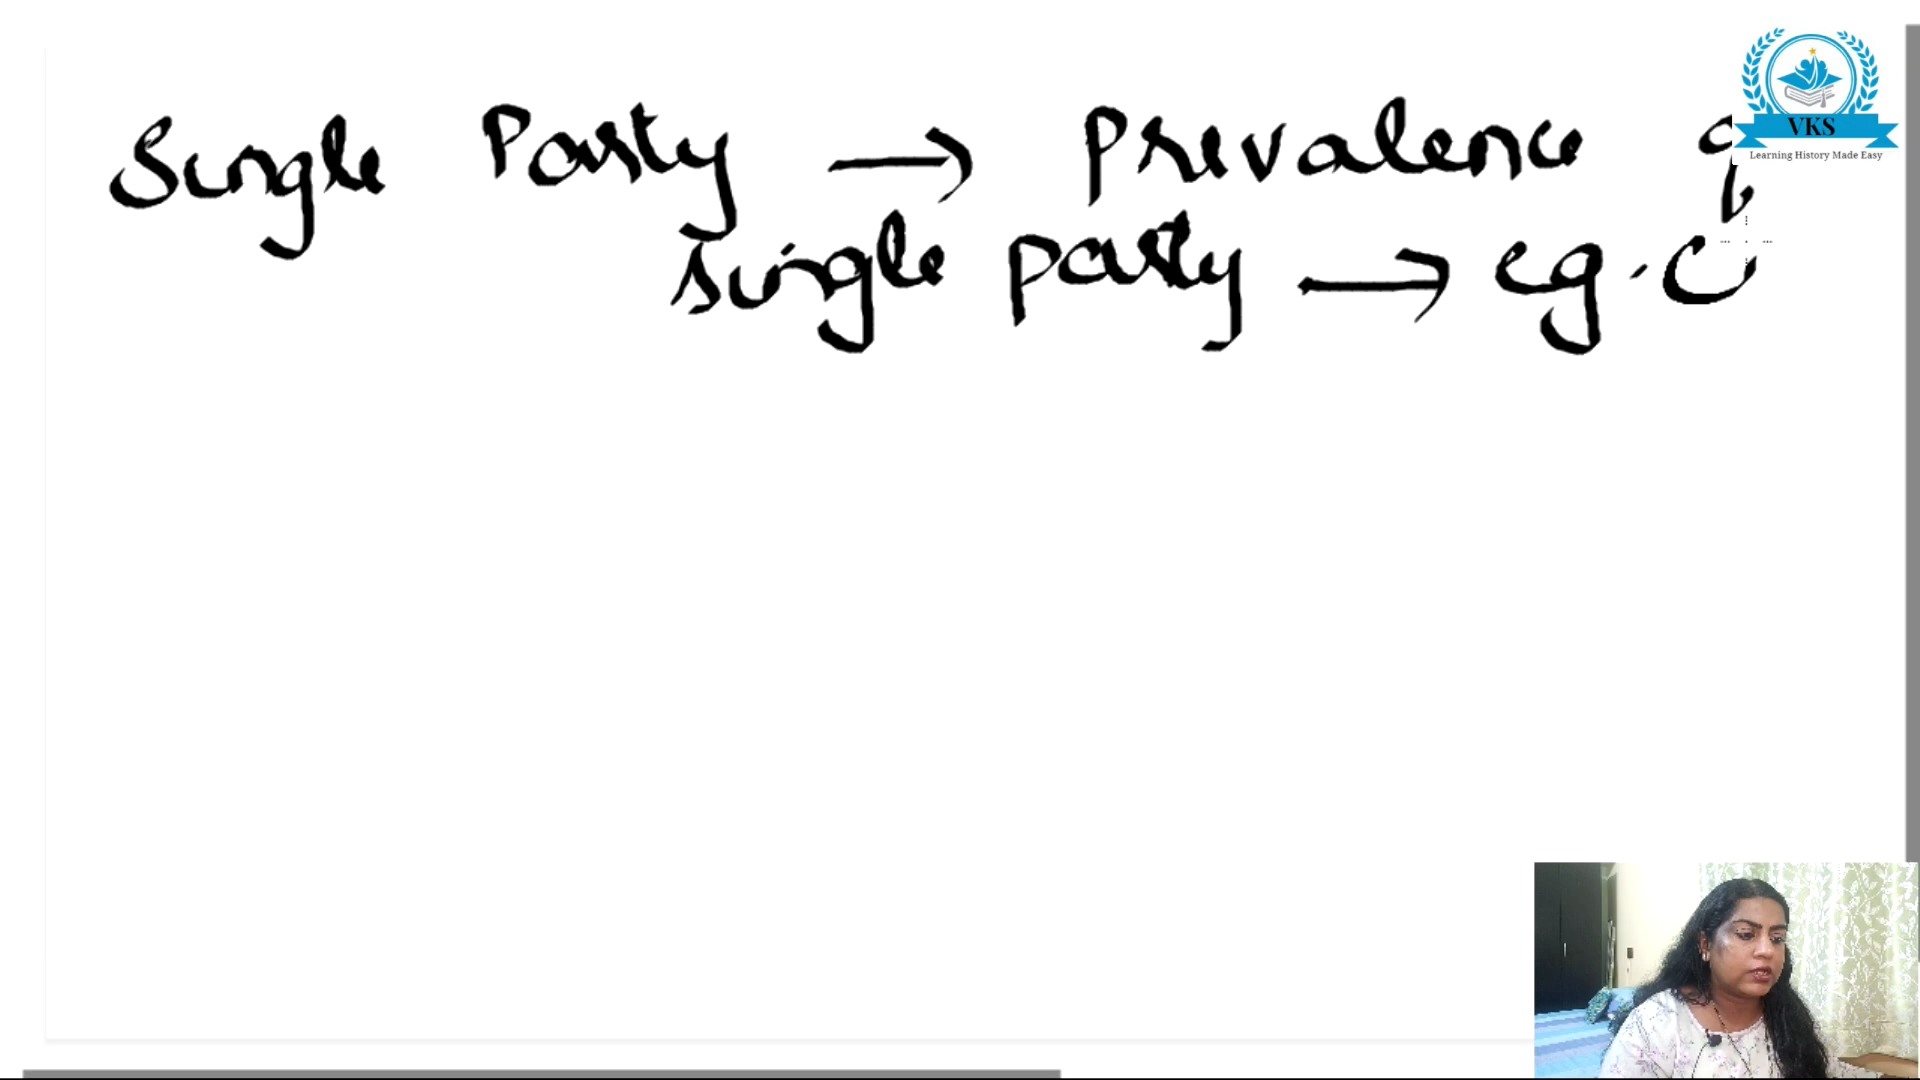 Single Party → Prevalence of
single party → eg. C
VKS
Learning History Made Easy